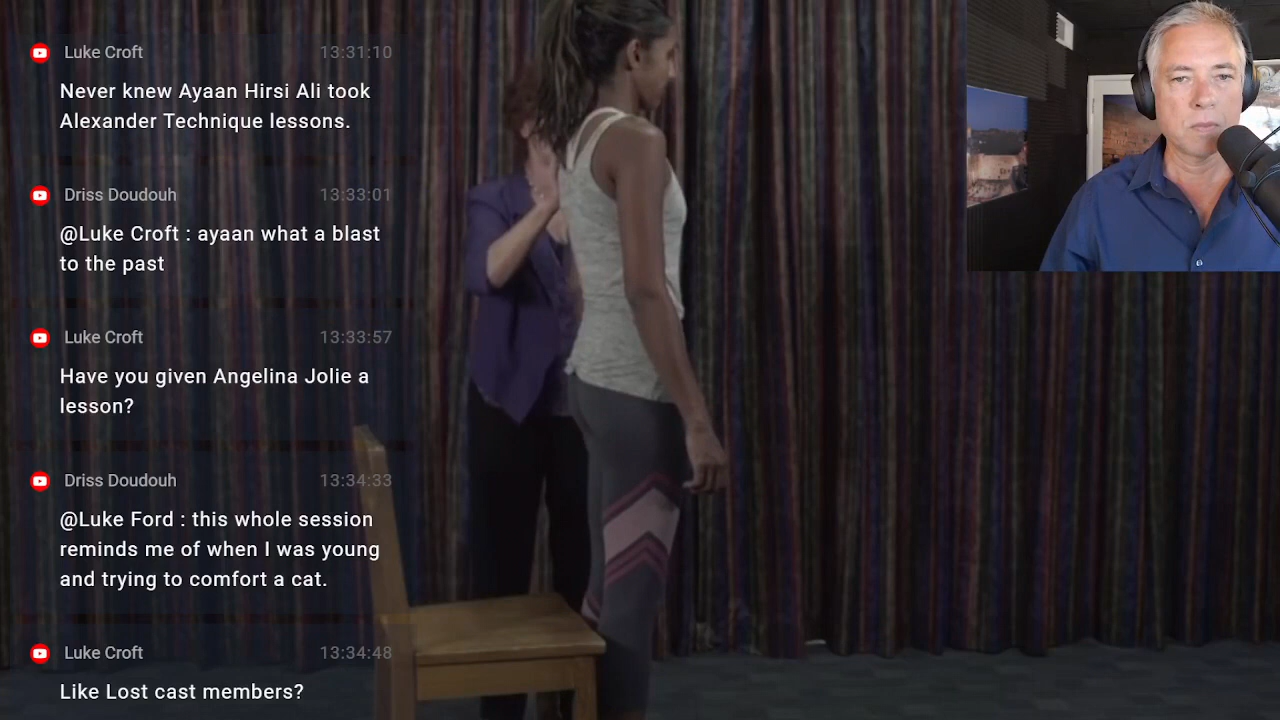 Luke Croft 13:31:10
Never knew Ayaan Hirsi Ali took
Alexander Technique lessons.
Driss Doudouh 13:33:01
@Luke Croft : ayaan what a blast
to the past
Luke Croft 13:33:57
Have you given Angelina Jolie a
lesson?
Driss Doudouh 13:34:33
@Luke Ford : this whole session
reminds me of when I was young
and trying to comfort a cat.
Luke Croft 13:34:48
Like Lost cast members?